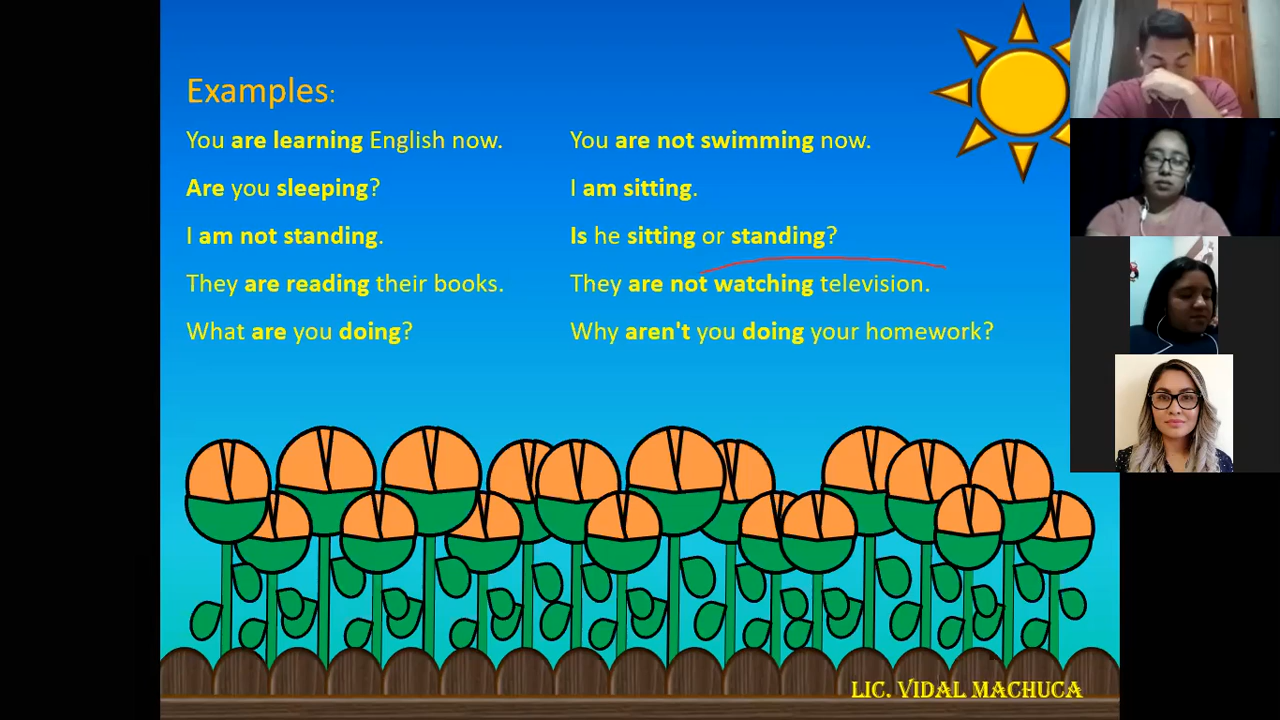 Examples:
You are learning English now.
Are you sleeping?
I am not standing.
They are reading their books.
What are you doing?
You are not swimming now.
I am sitting.
Is he sitting or standing?
They are not watching television.
Why aren't you doing your homework?
LIC. VIDAL MACHUCA